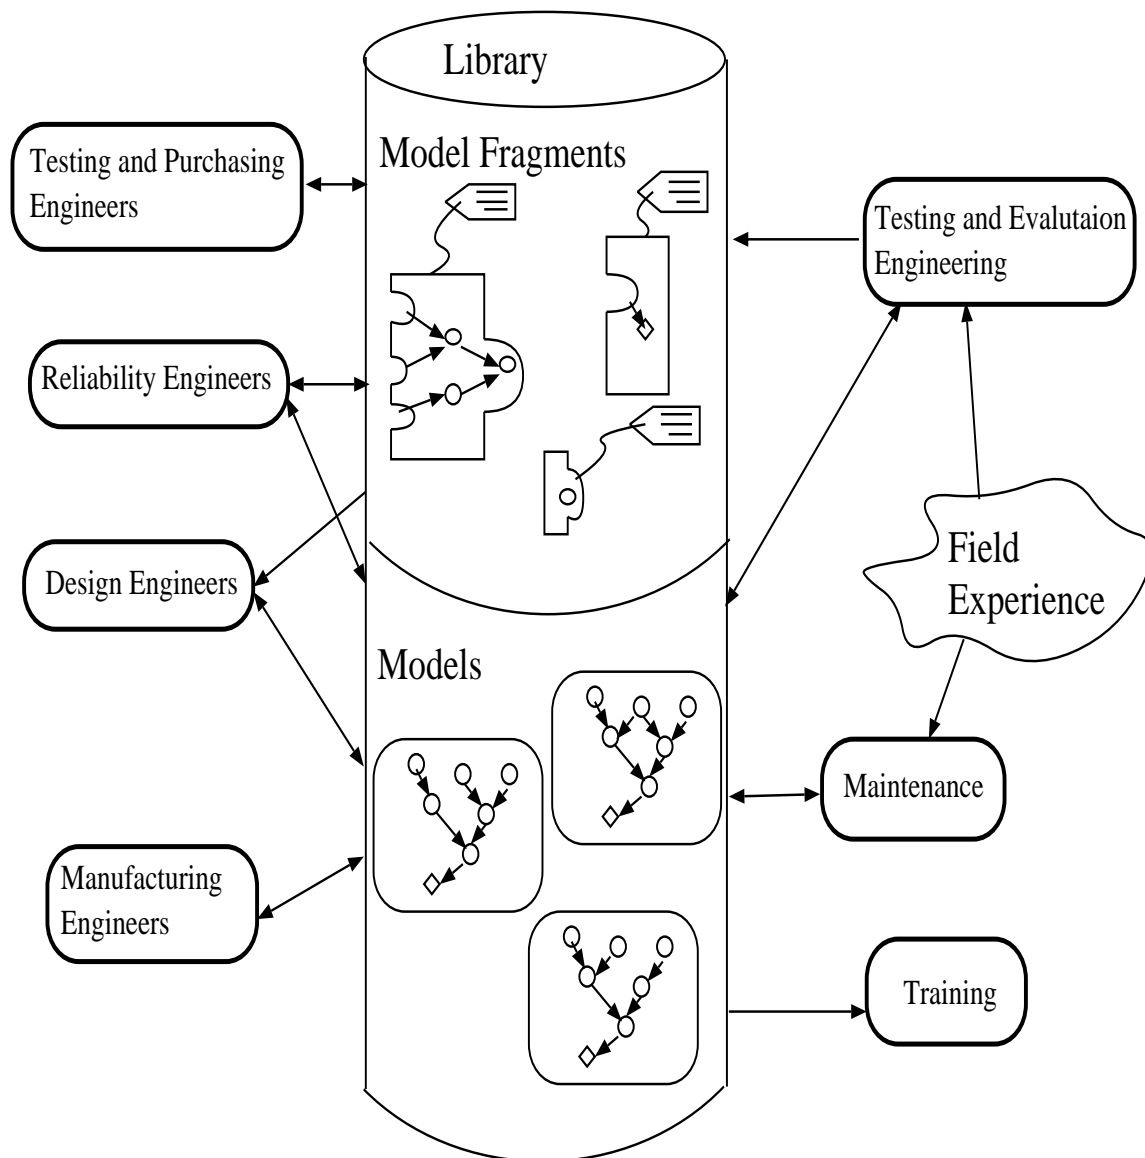 Library
Model Fragments
Testing and Purchasing
Engineers
Testing and Evalutaion
Engineering
Reliability Engineers
Field
Experience
Design Engineers
Models
Maintenance
Manufacturing
Engineers
Training